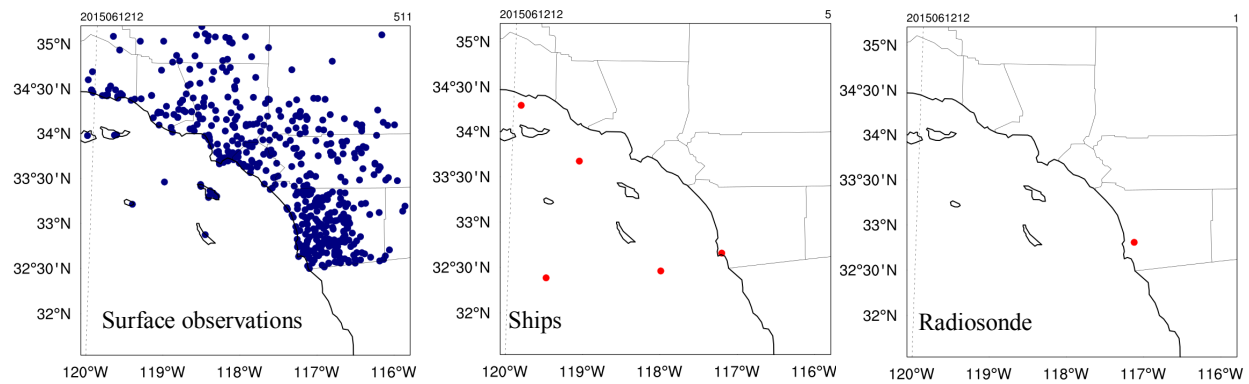 2015061212 511
35°N
34°30'N
34°N
33°30'N
33°N
32°30'N
32°N
Surface observations
120°W 119°W 118°W 117°W 116°W
2015061212 5
35°N
34°30'N
34°N
33°30'N
33°N
32°30'N
32°N
Ships
120°W 119°W 118°W 117°W 116°W
2015061212 1
35°N
34°30'N
34°N
33°30'N
33°N
32°30'N
32°N
Radiosonde
120°W 119°W 118°W 117°W 116°W